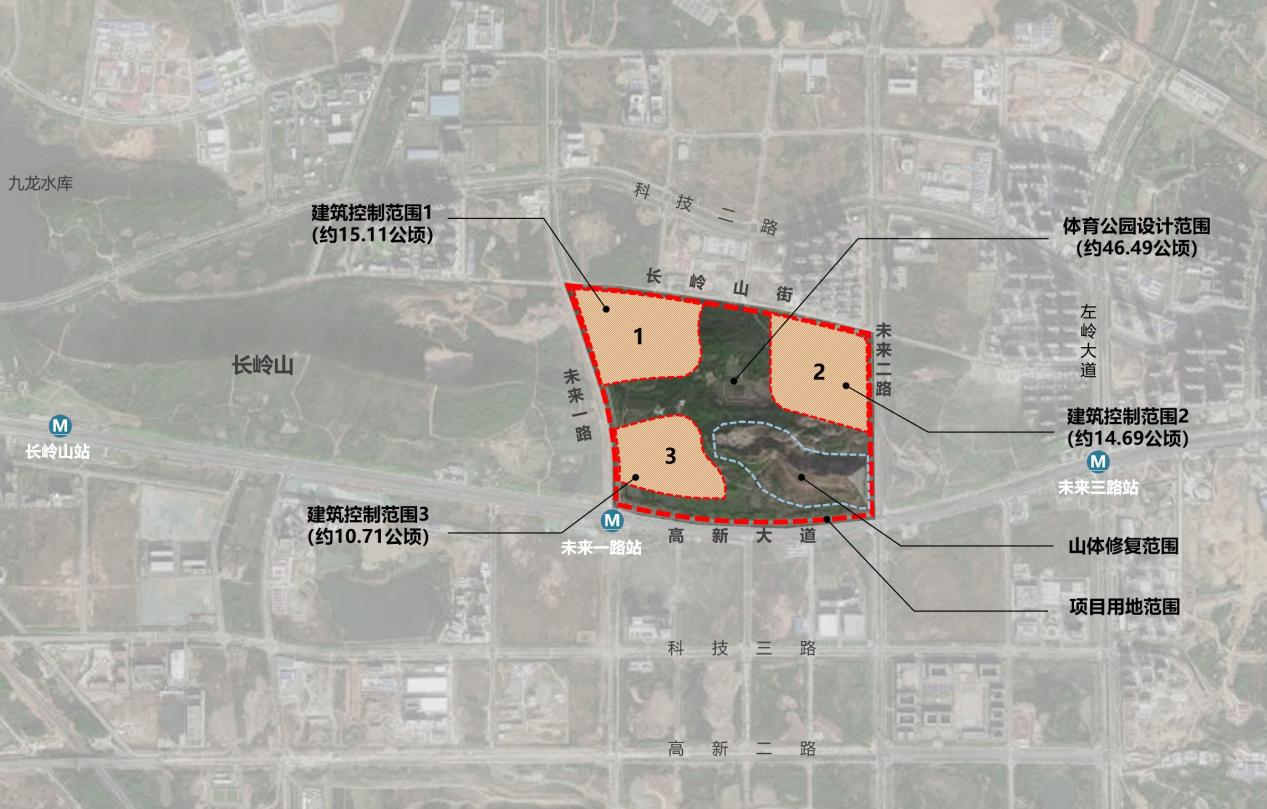 九龙水库
科技二路
建筑控制范围1
(约15.11公顷)
体育公园设计范围
(约46.49公顷)
长岭山街
左岭大道
未来二路
1
2
3
长岭山
未来一路
M
长岭山站
建筑控制范围2
(约14.69公顷)
M
未来三路站
建筑控制范围3
(约10.71公顷)
M
未来一路站
高新大道
山体修复范围
项目用地范围
科技三路
高新二路